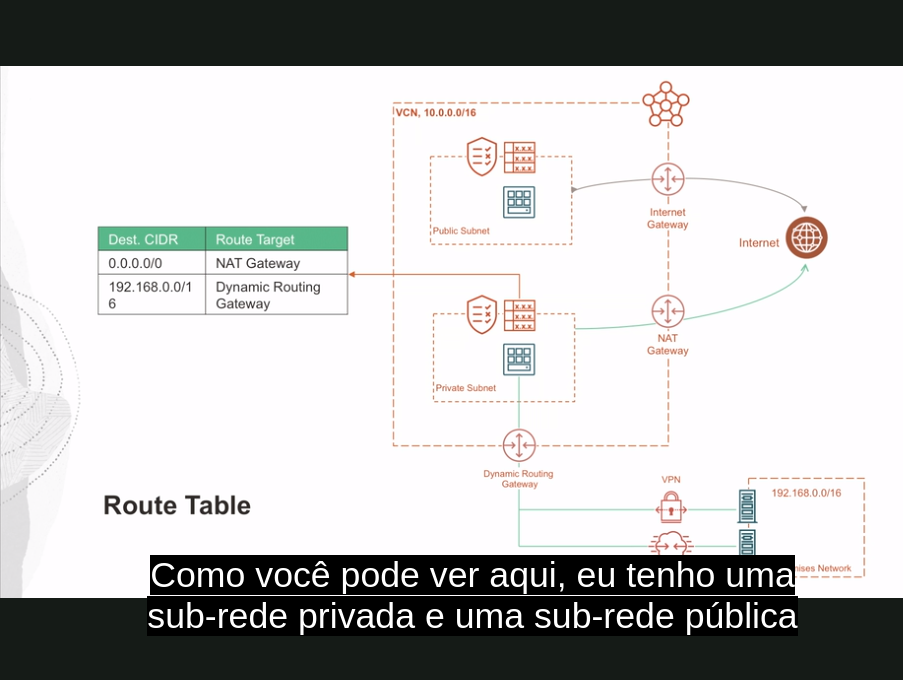 VCN, 10.0.0.0/16
Public Subnet
Internet
Gateway
Internet
Dest. CIDR
Route Target
0.0.0.0/0
NAT Gateway
192.168.0.0/1
6
Dynamic Routing
Gateway
NAT
Gateway
Private Subnet
Dynamic Routing
Gateway
VPN
192.168.0.0/16
Route Table
Network
Como você pode ver aqui, eu tenho uma
sub-rede privada e uma sub-rede pública